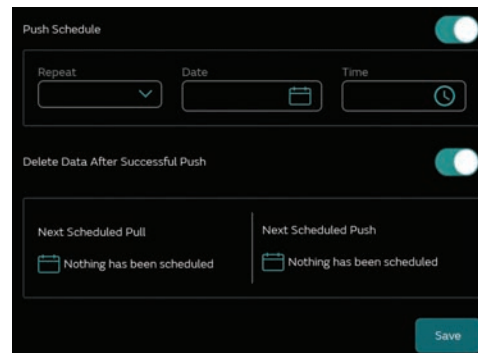 Push Schedule
Repeat Date Time
Delete Data After Successful Push
Next Scheduled Pull Next Scheduled Push
Nothing has been scheduled Nothing has been scheduled
Save